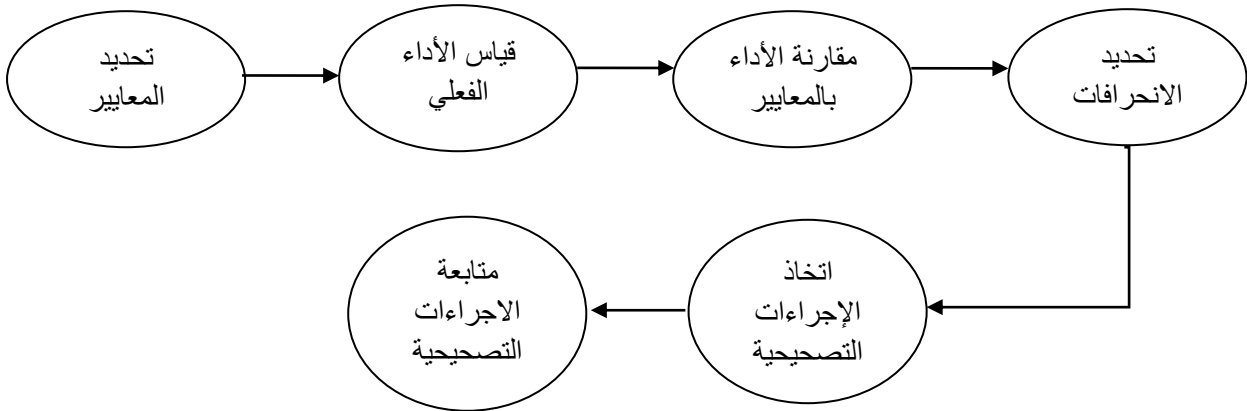 تحديد
المعايير
قياس الأداء
الفعلي
مقارنة الأداء
بالمعايير
تحديد
الانحرافات
اتخاذ
الإجراءات
التصحيحية
متابعة
الاجراءات
التصحيحية